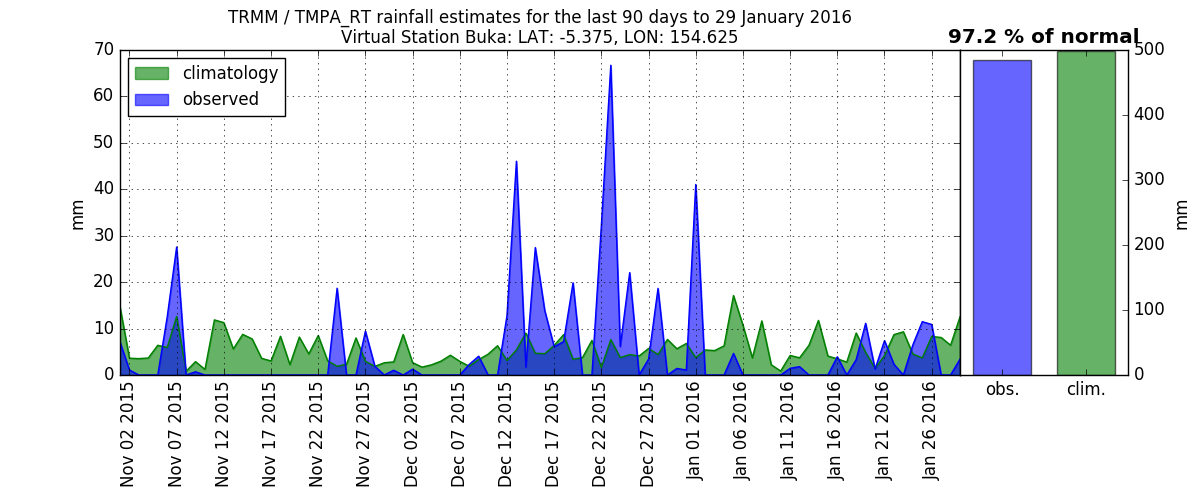 TRMM / TMPA_RT rainfall estimates for the last 90 days to 29 January 2016
Virtual Station Buka: LAT: -5.375, LON: 154.625
97.2 % of normal
climatology
observed
70
60
50
40
30
20
10
0
mm
Nov 02 2015
Nov 07 2015
Nov 12 2015
Nov 17 2015
Nov 22 2015
Nov 27 2015
Dec 02 2015
Dec 07 2015
Dec 12 2015
Dec 17 2015
Dec 22 2015
Dec 27 2015
Jan 01 2016
Jan 06 2016
Jan 11 2016
Jan 16 2016
Jan 21 2016
Jan 26 2016
500
400
300
200
100
0
mm
obs.
clim.